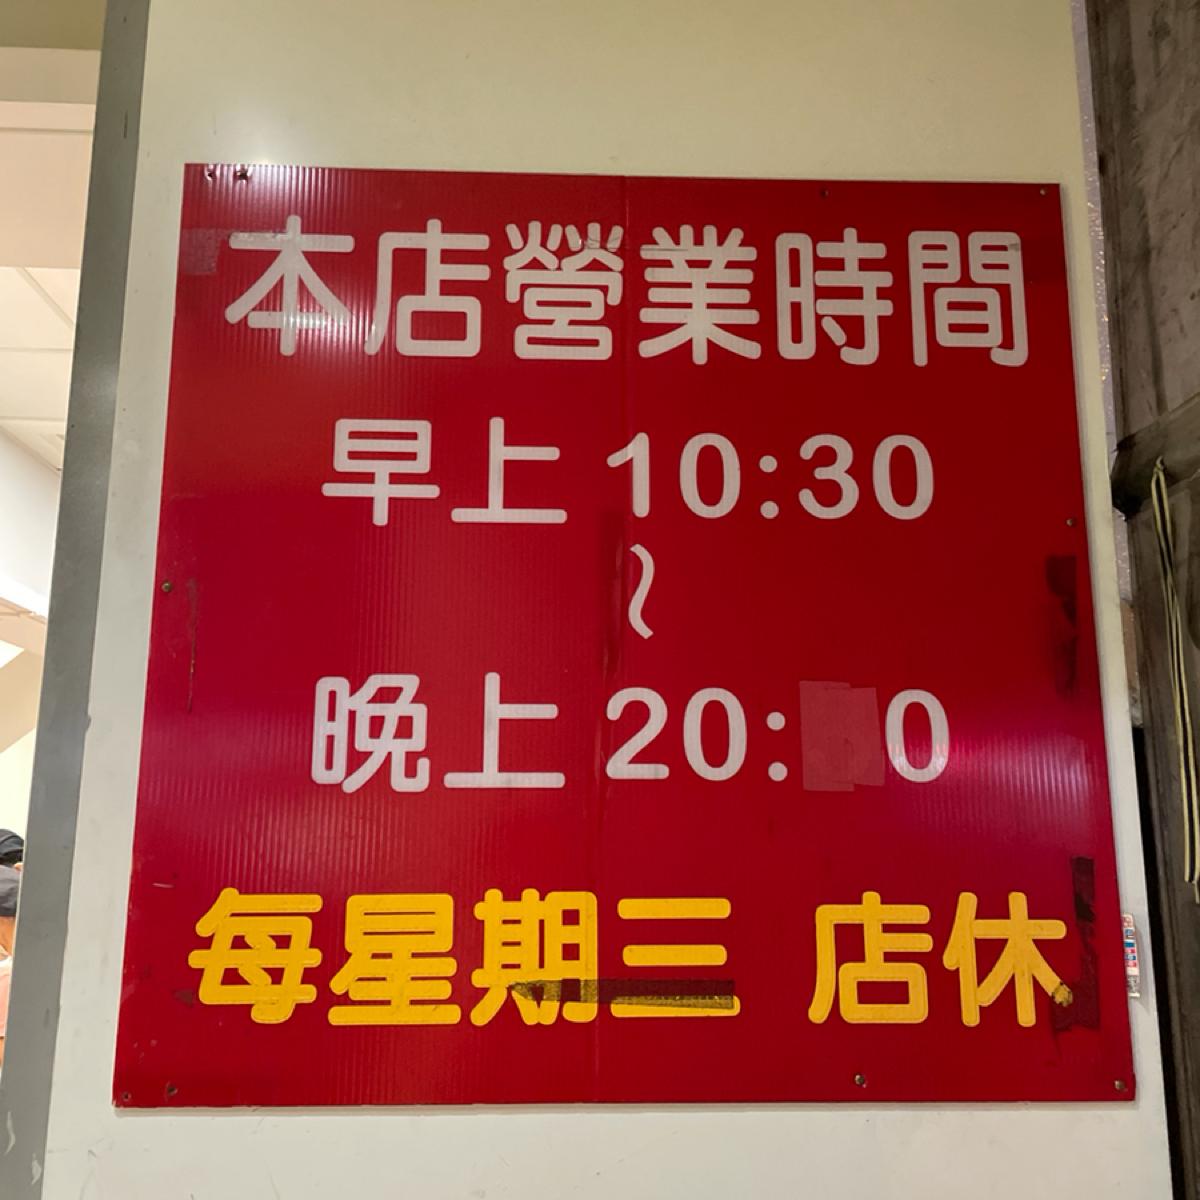 本店營業時間
早上 10:30
~
晚上 20: 0
每星期三 店休